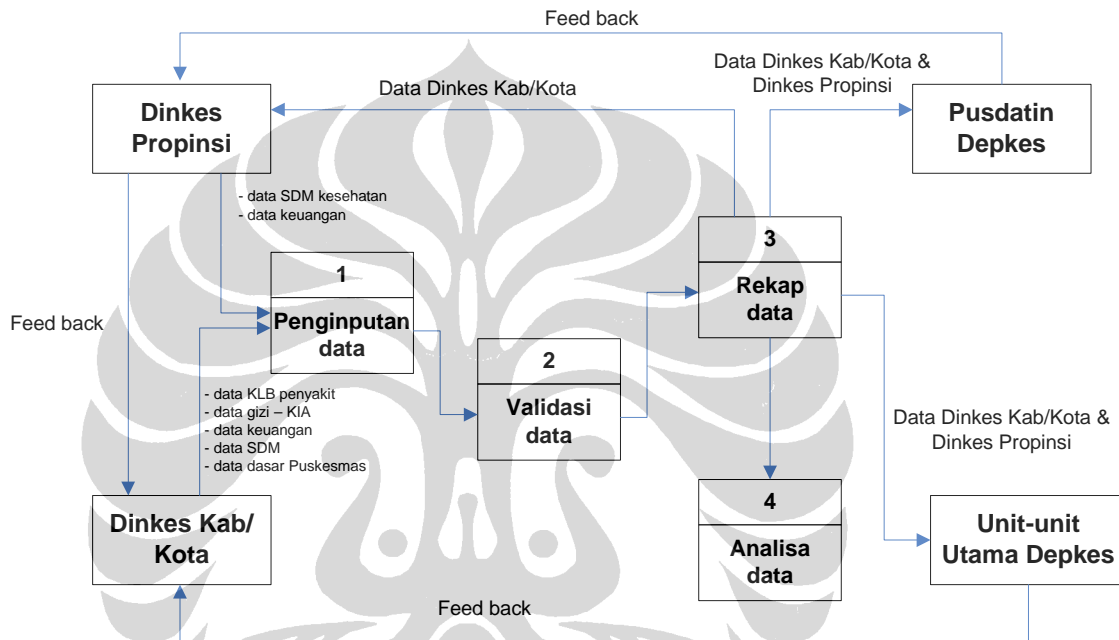 Feed back
Data Dinkes Kab/Kota &
Dinkes Propinsi
Data Dinkes Kab/Kota
Dinkes
Propinsi
Pusdatin
Depkes
- data SDM kesehatan
- data keuangan
3
Rekap
data
1
Penginputan
data
Feed back
2
Validasi
data
- data KLB penyakit
- data gizi – KIA
- data keuangan
- data SDM
- data dasar Puskesmas
Data Dinkes Kab/Kota &
Dinkes Propinsi
4
Analisa
data
Dinkes Kab/
Kota
Unit-unit
Utama Depkes
Feed back